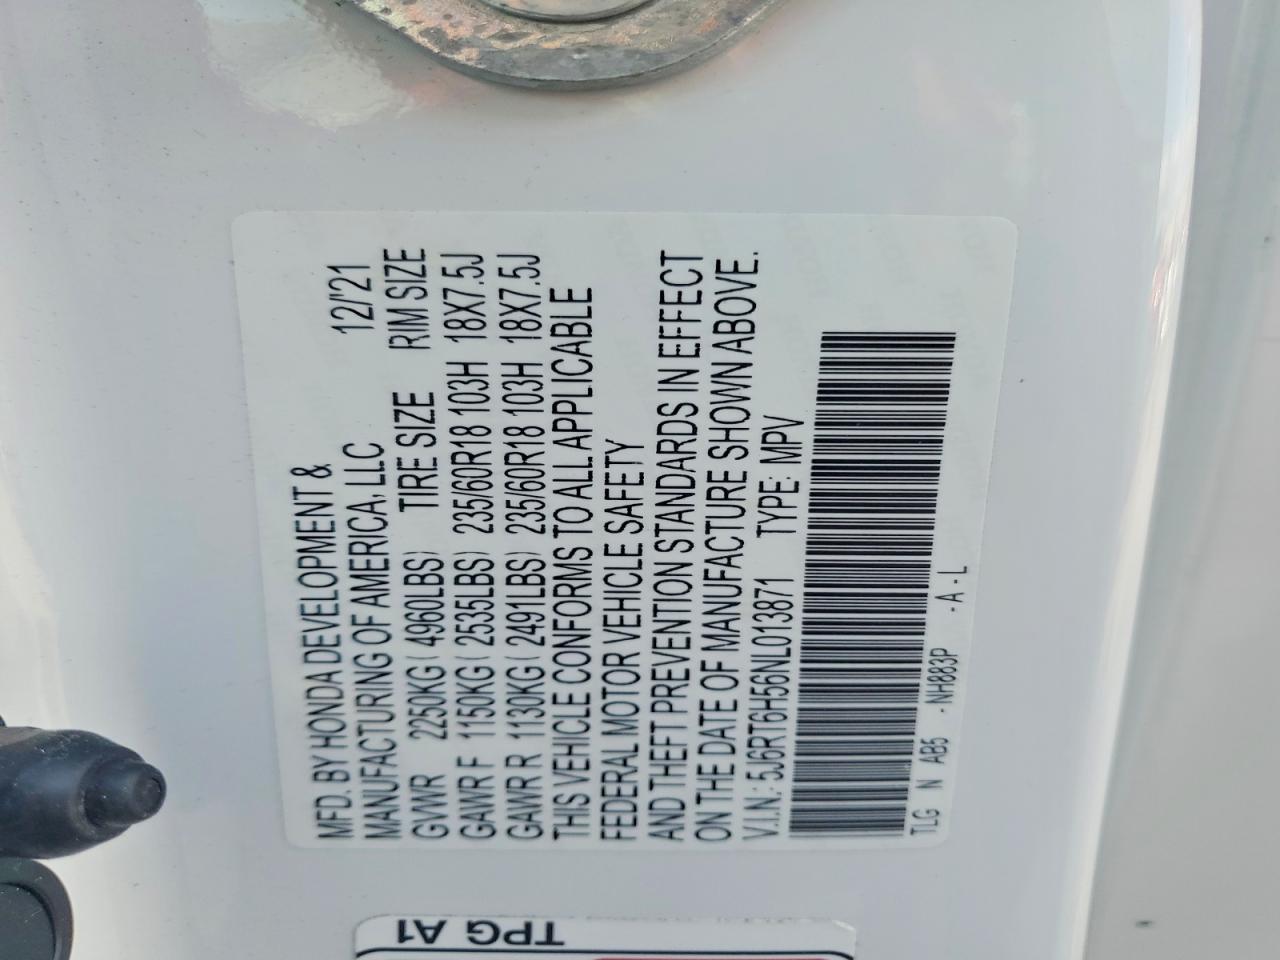 MFD. BY HONDA DEVELOPMENT &
MANUFACTURING OF AMERICA, LLC 12/'21
GVWR 2250KG( 4960LBS) TIRE SIZE RIM SIZE
GAWR F 1150KG( 2535LBS) 235/60R18 103H 18X7.5J
GAWR R 1130KG( 2491LBS) 235/60R18 103H 18X7.5J
THIS VEHICLE CONFORMS TO ALL APPLICABLE
FEDERAL MOTOR VEHICLE SAFETY
AND THEFT PREVENTION STANDARDS IN EFFECT
ON THE DATE OF MANUFACTURE SHOWN ABOVE.
V.I.N.: 5J6RT6H56NL013871 TYPE: MPV
TLG N AB5 - NH883P - A - L
TPG A1